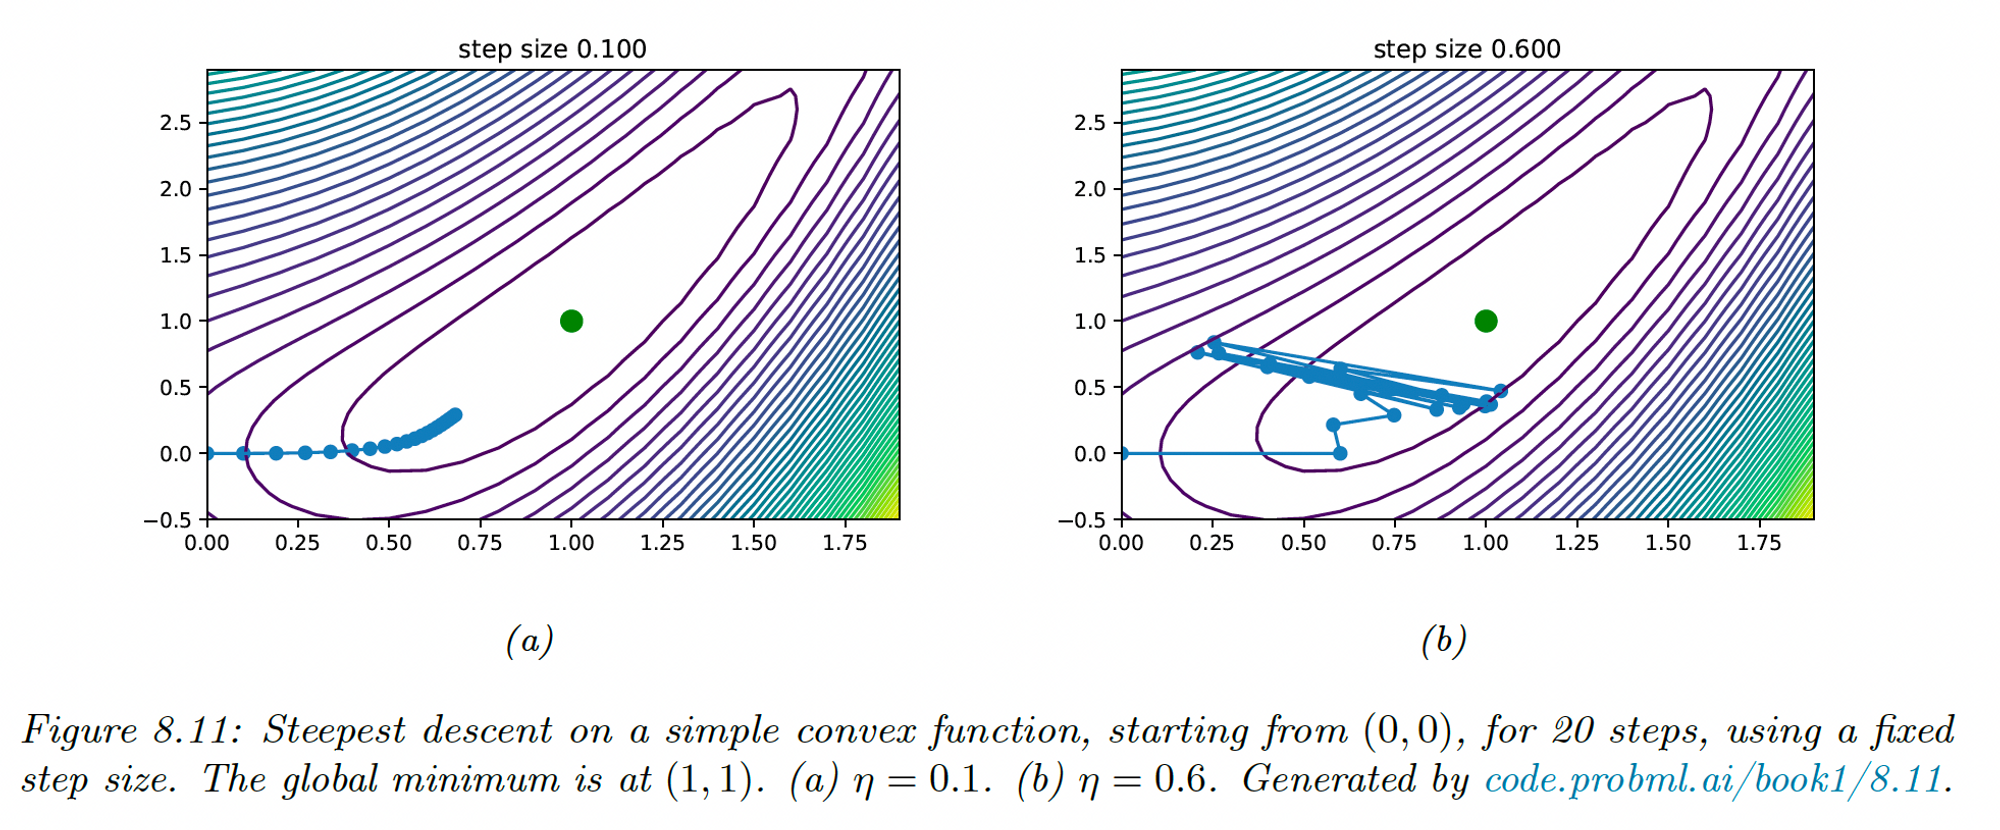 step size 0.100
2.5
2.0
1.5
1.0
0.5
0.0
−0.5
0.00 0.25 0.50 0.75 1.00 1.25 1.50 1.75
(a)
step size 0.600
2.5
2.0
1.5
1.0
0.5
0.0
−0.5
0.00 0.25 0.50 0.75 1.00 1.25 1.50 1.75
(b)
Figure 8.11: Steepest descent on a simple convex function, starting from (0, 0), for 20 steps, using a fixed
step size. The global minimum is at (1, 1). (a) η = 0.1. (b) η = 0.6. Generated by code.probml.ai/book1/8.11.